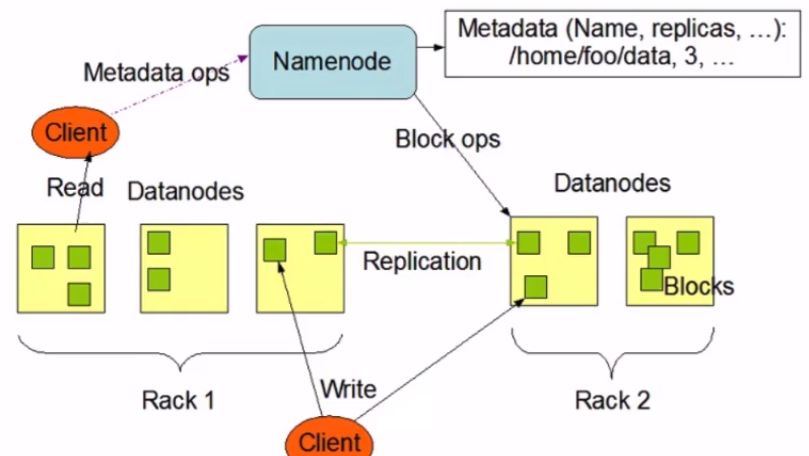 Metadata (Name, replicas, ...):
/home/foo/data, 3, ...
Namenode
Metadata ops
Client
Block ops
Read
Datanodes
Datanodes
Replication
Blocks
Rack 1
Write
Rack 2
Client